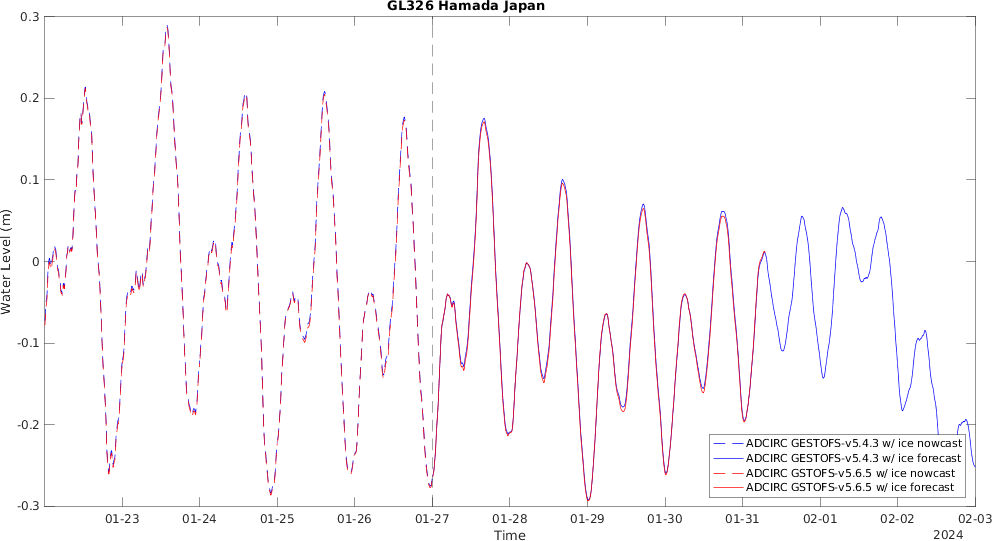 GL326 Hamada Japan
0.3
0.2
0.1
0
-0.1
-0.2
-0.3
Water Level (m)
ADCIRC GESTOFS-v5.4.3 w/ ice nowcast
ADCIRC GESTOFS-v5.4.3 w/ ice forecast
ADCIRC GSTOFS-v5.6.5 w/ ice nowcast
ADCIRC GSTOFS-v5.6.5 w/ ice forecast
01-23 01-24 01-25 01-26 01-27 01-28 01-29 01-30 01-31 02-01 02-02 02-03
Time
2024